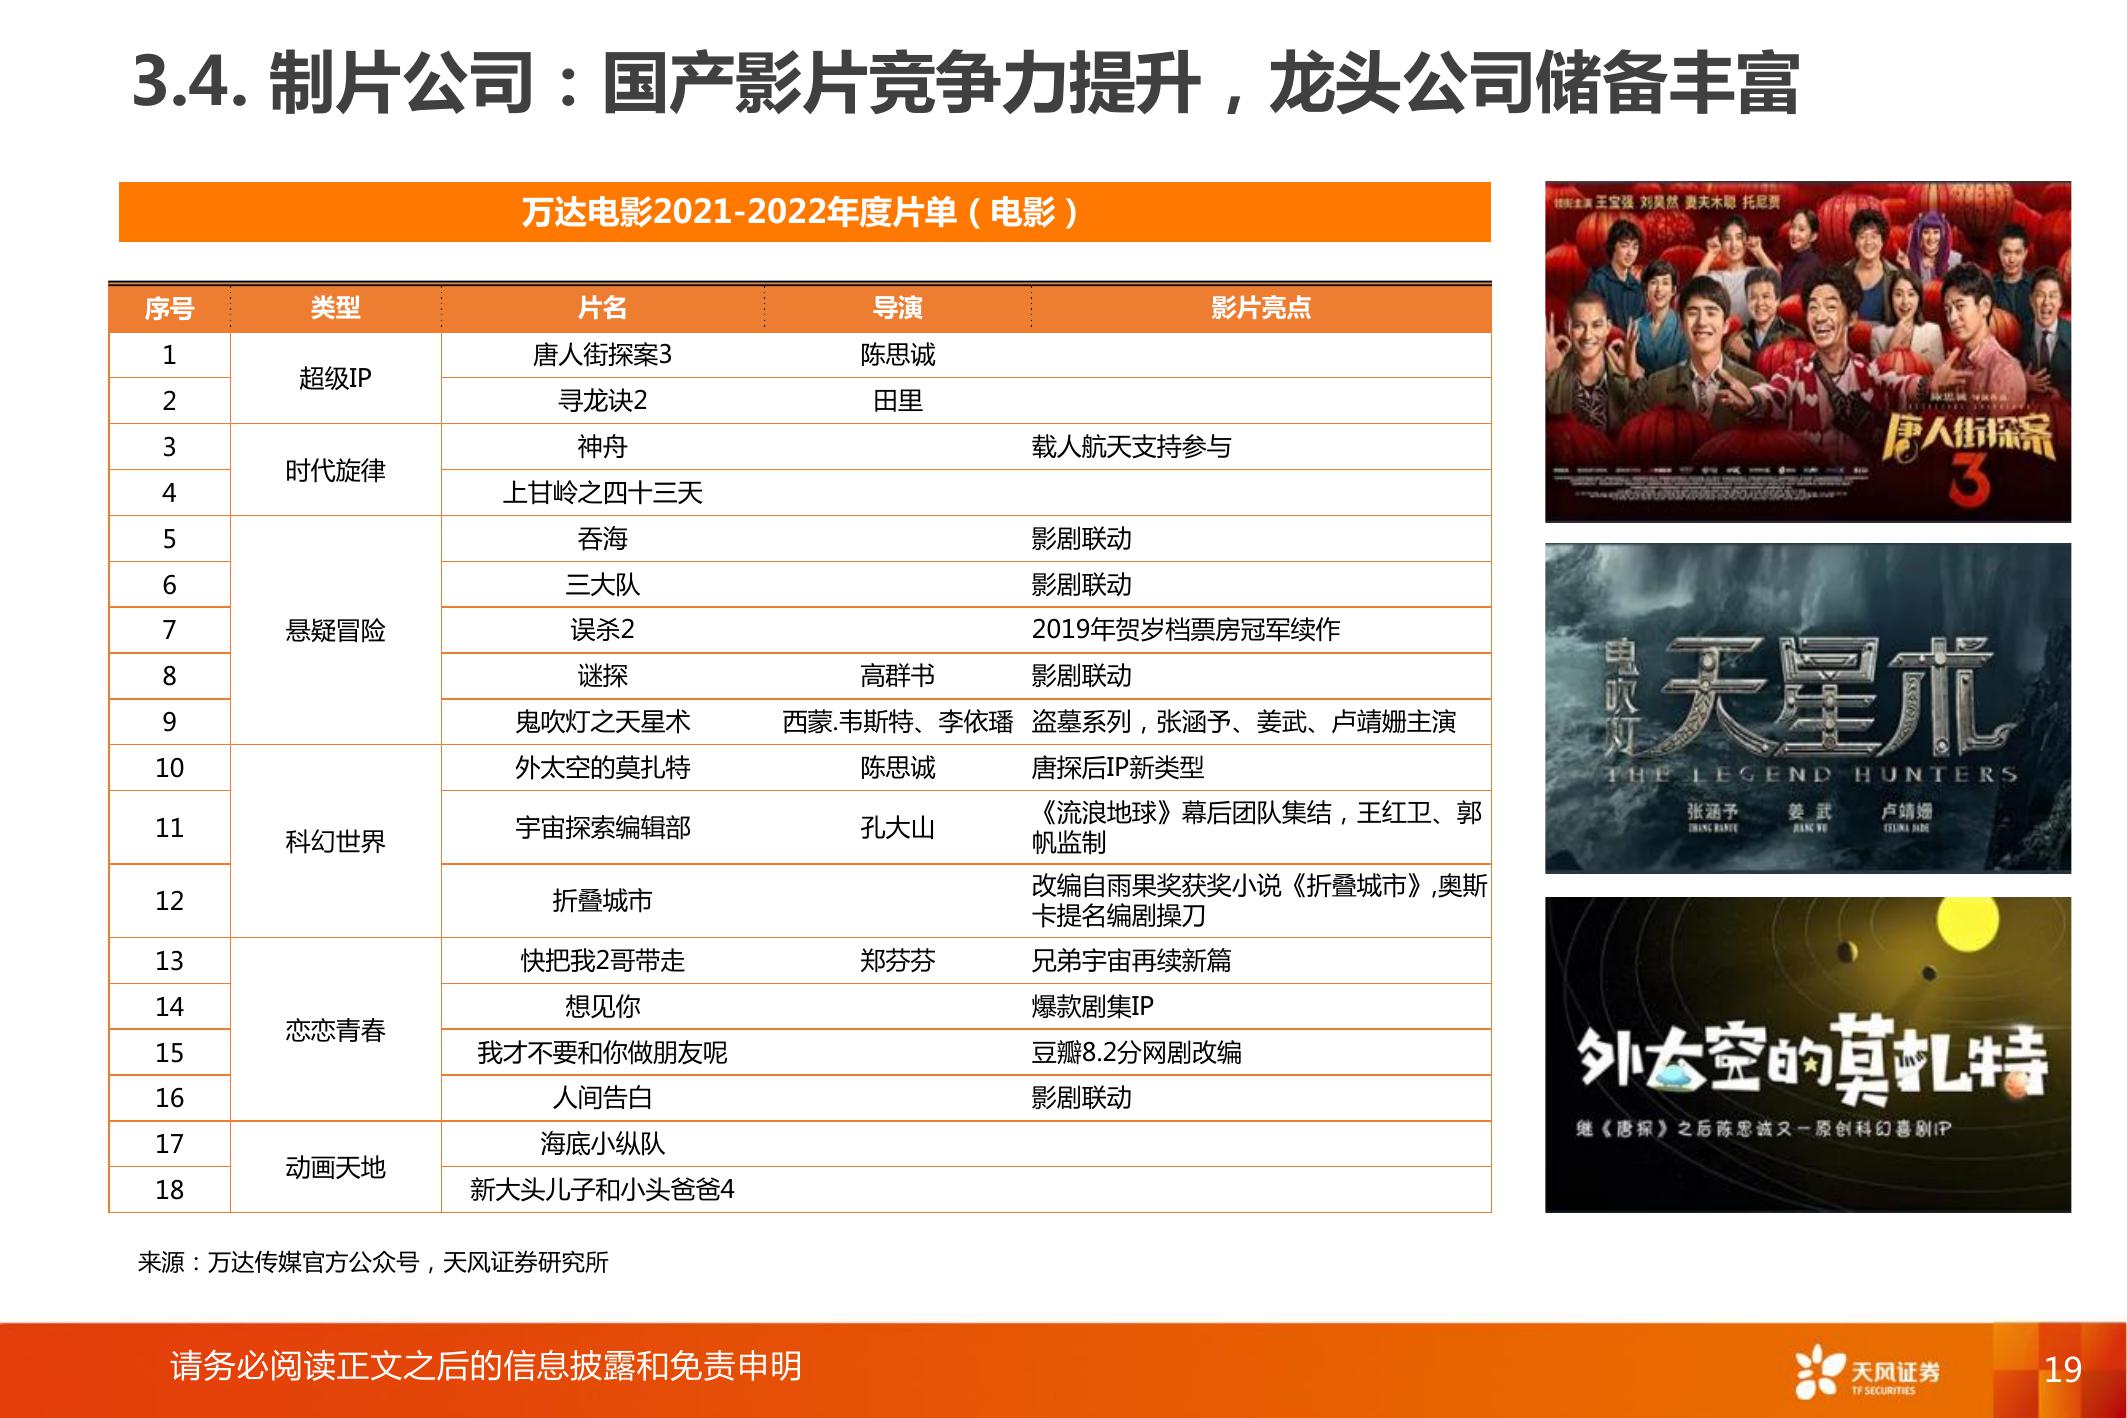 3.4. 制片公司：国产影片竞争力提升，龙头公司储备丰富
万达电影2021-2022年度片单（电影）
序号 类型 片名 导演 影片亮点
1 超级IP 唐人街探案3 陈思诚
2 寻龙诀2 田里
3 时代旋律 神舟 载人航天支持参与
4 上甘岭之四十三天
5 悬疑冒险 吞海 影剧联动
6 三大队 影剧联动
7 误杀2 2019年贺岁档票房冠军续作
8 谜探 高群书 影剧联动
9 鬼吹灯之天星术 西蒙.韦斯特、李依璠 盗墓系列，张涵予、姜武、卢靖姗主演
10 科幻世界 外太空的莫扎特 陈思诚 唐探后IP新类型
11 宇宙探索编辑部 孔大山 《流浪地球》幕后团队集结，王红卫、郭
帆监制
12 折叠城市 改编自雨果奖获奖小说《折叠城市》,奥斯
卡提名编剧操刀
13 恋恋青春 快把我2哥带走 郑芬芬 兄弟宇宙再续新篇
14 想见你 爆款剧集IP
15 我才不要和你做朋友呢 豆瓣8.2分网剧改编
16 人间告白 影剧联动
17 动画天地 海底小纵队
18 新大头儿子和小头爸爸4
王宝强 刘昊然 妻夫木聪 托尼贾
唐人街探案
3
鬼吹灯
天星术
THE LEGEND HUNTERS
张涵予 姜武 卢靖姗
ZHANG HANYU JIANG WU CELINA JADE
外太空的莫扎特
继《唐探》之后陈思诚又一原创科幻喜剧IP
来源：万达传媒官方公众号，天风证券研究所
请务必阅读正文之后的信息披露和免责申明
天风证券
TF SECURITIES
19